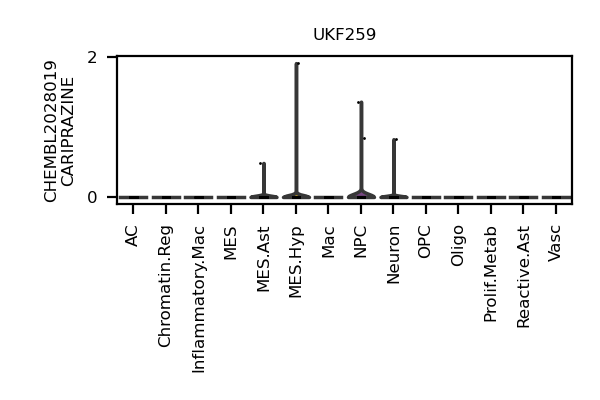 UKF259
CHEMBL2028019
CARIPRAZINE
2
0
AC
Chromatin.Reg
Inflammatory.Mac
MES
MES.Ast
MES.Hyp
Mac
NPC
Neuron
OPC
Oligo
Prolif.Metab
Reactive.Ast
Vasc